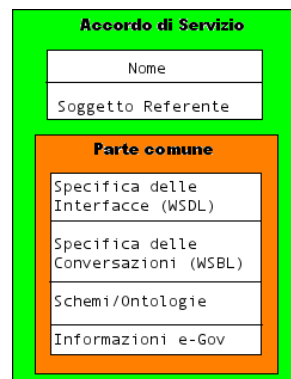 Accordo di Servizio
Nome
Soggetto Referente
Parte comune
Specifica delle
Interfacce (WSDL)
Specifica delle
Conversazioni (WSBL)
Schemi/Ontologie
Informazioni e-Gov